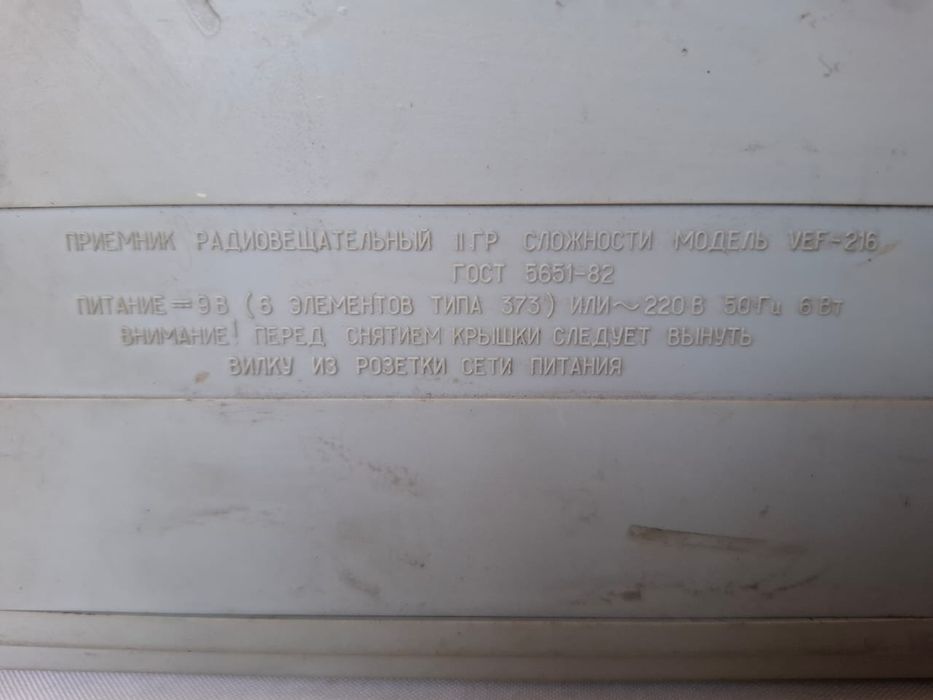 ПРИЕМНИК РАДИОВЕЩАТЕЛЬНЫЙ II ГР СЛОЖНОСТИ МОДЕЛЬ VEF-216
ГОСТ 5651-82
ПИТАНИЕ = 9 В (6 ЭЛЕМЕНТОВ ТИПА 373) ИЛИ ~ 220 В 50 Гц 6 Вт
ВНИМАНИЕ! ПЕРЕД СНЯТИЕМ КРЫШКИ СЛЕДУЕТ ВЫНУТЬ
ВИЛКУ ИЗ РОЗЕТКИ СЕТИ ПИТАНИЯ